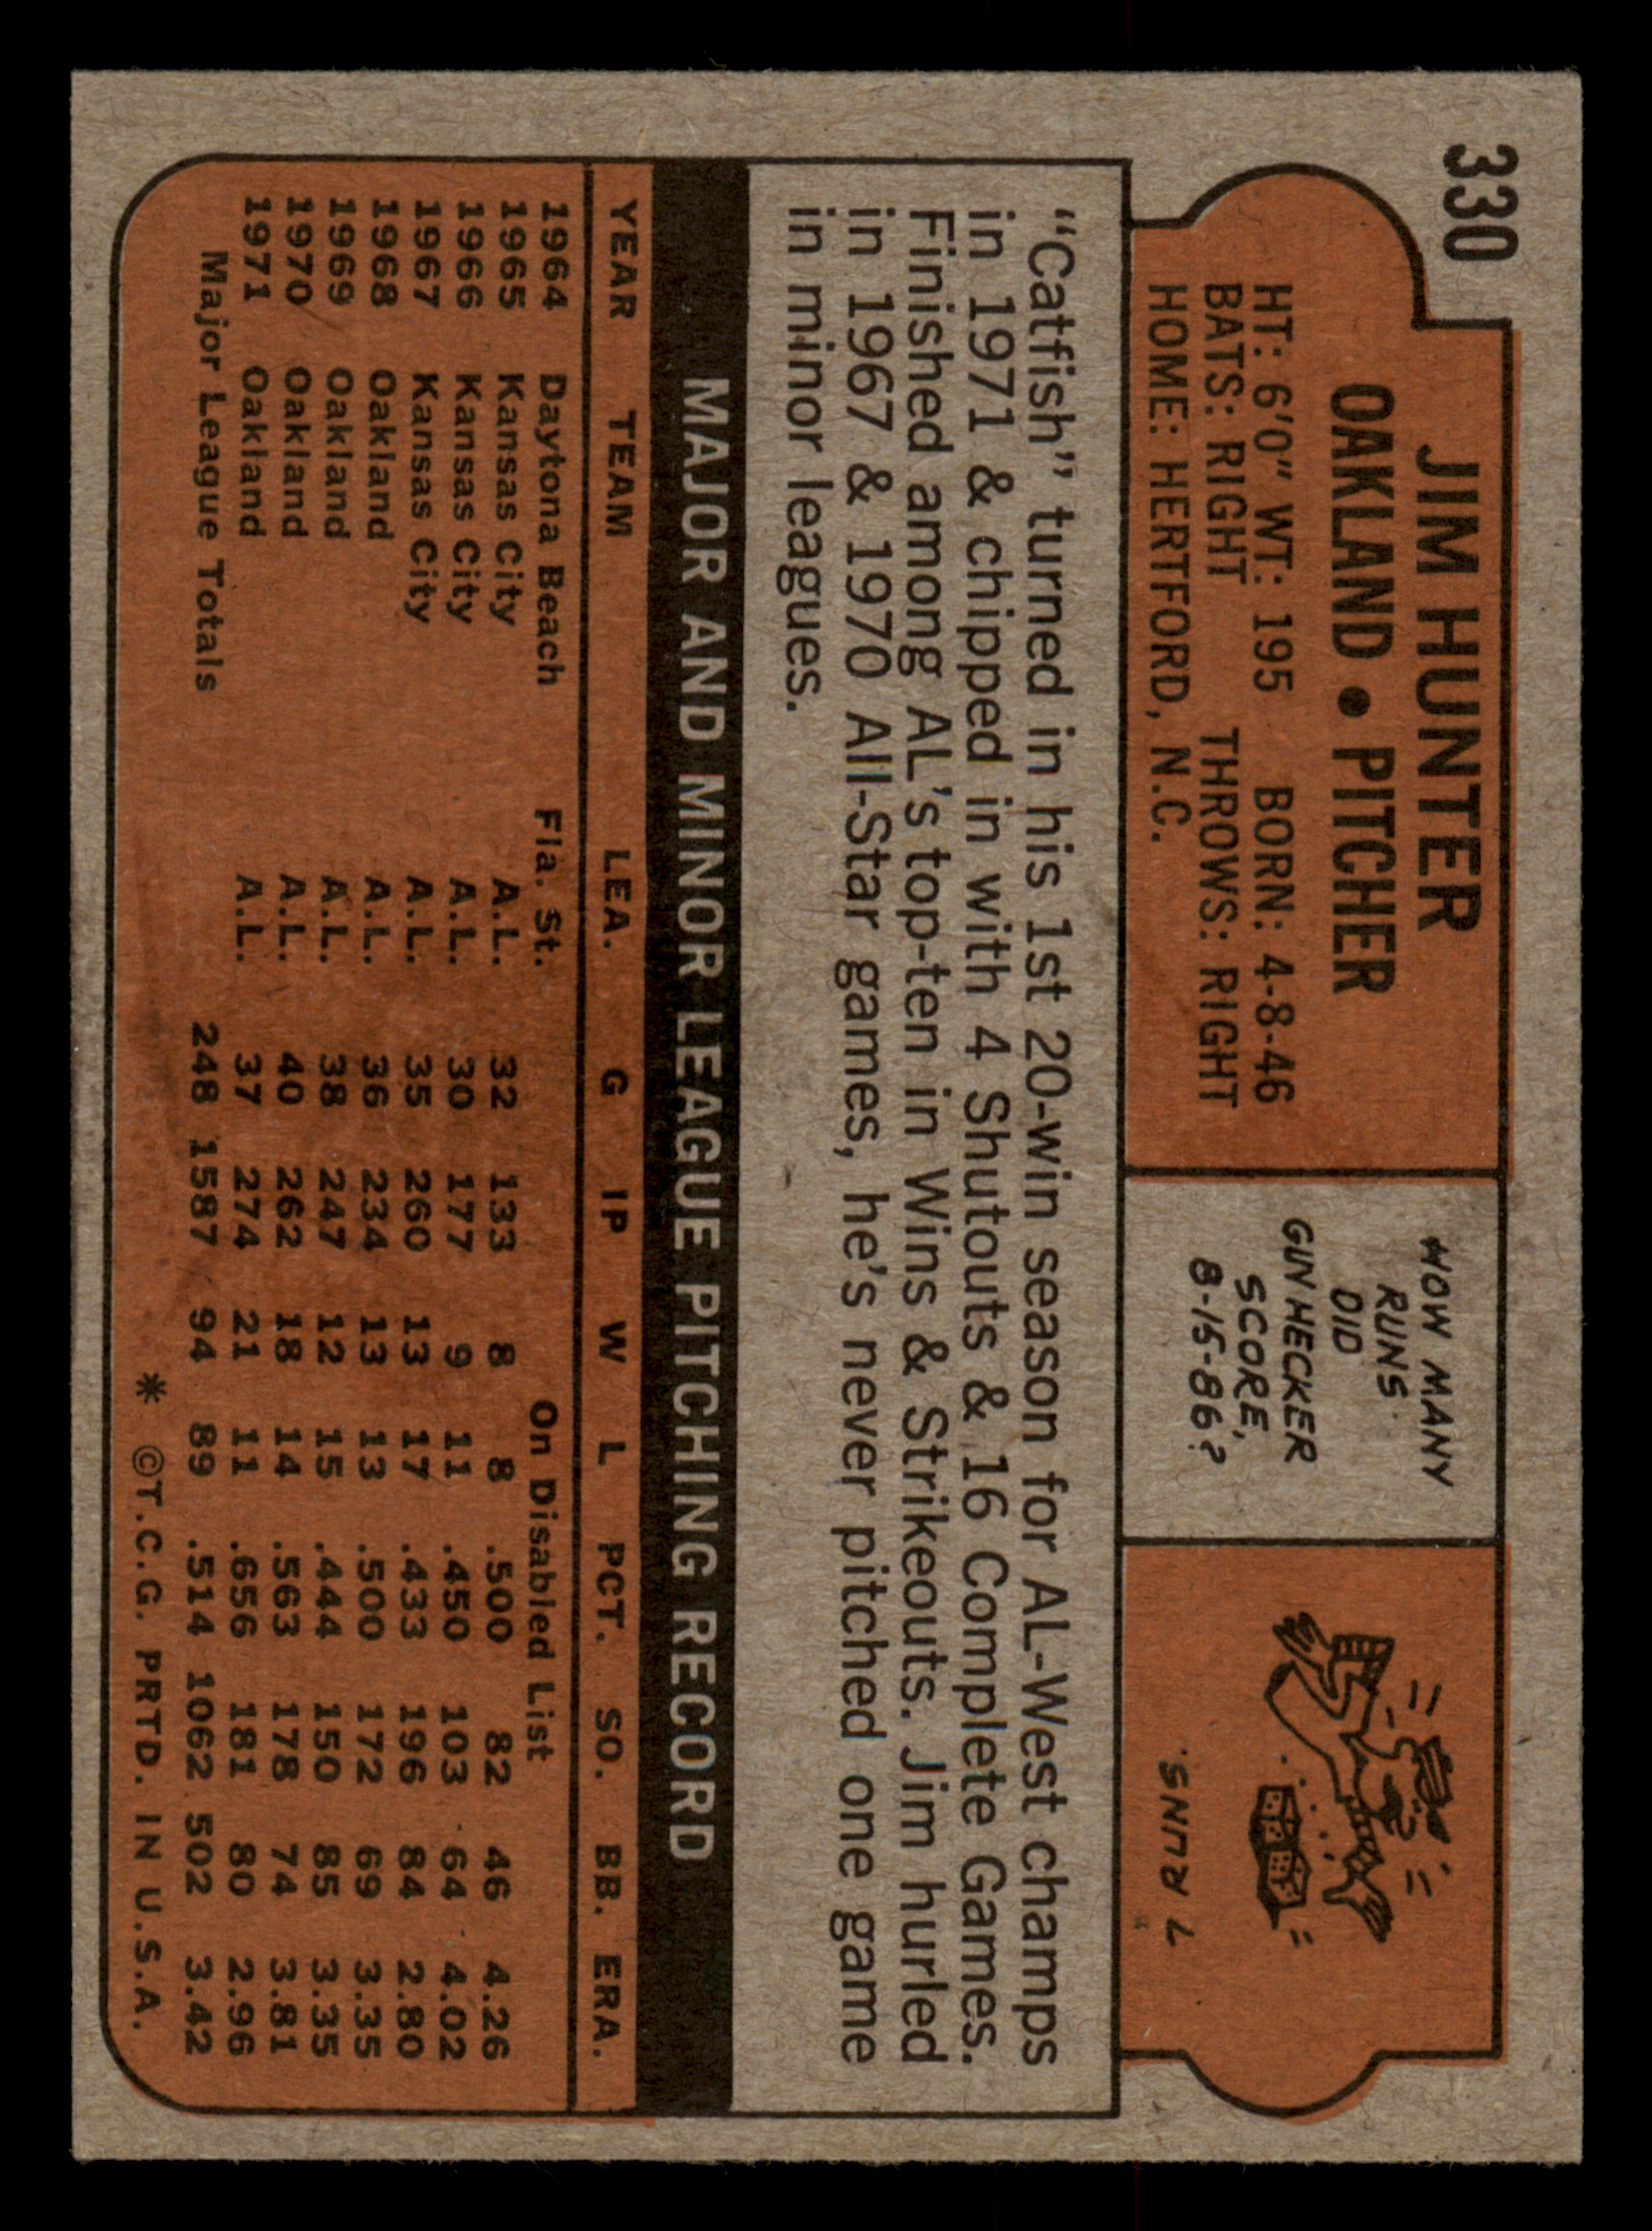 330
JIM HUNTER
OAKLAND • PITCHER
HT: 6'0" WT: 195 BORN: 4-8-46
BATS: RIGHT THROWS: RIGHT
HOME: HERTFORD, N.C.
HOW MANY
RUNS
DID
GUY HECKER
SCORE,
8-15-86?
7 RUNS.
"Catfish" turned in his 1st 20-win season for AL-West champs
in 1971 & chipped in with 4 Shutouts & 16 Complete Games.
Finished among AL's top-ten in Wins & Strikeouts. Jim hurled
in 1967 & 1970 All-Star games, he's never pitched one game
in minor leagues.
MAJOR AND MINOR LEAGUE PITCHING RECORD
YEAR TEAM LEA. G IP W L PCT. SO. BB. ERA.
1964 Daytona Beach Fla. St. On Disabled List
1965 Kansas City A.L. 32 133 8 8 .500 82 46 4.26
1966 Kansas City A.L. 30 177 9 11 .450 103 64 4.02
1967 Kansas City A.L. 35 260 13 17 .433 196 84 2.80
1968 Oakland A.L. 36 234 13 13 .500 172 69 3.35
1969 Oakland A.L. 38 247 12 15 .444 150 85 3.35
1970 Oakland A.L. 40 262 18 14 .563 178 74 3.81
1971 Oakland A.L. 37 274 21 11 .656 181 80 2.96
Major League Totals 248 1587 94 89 .514 1062 502 3.42
* ©T.C.G. PRTD. IN U.S.A.